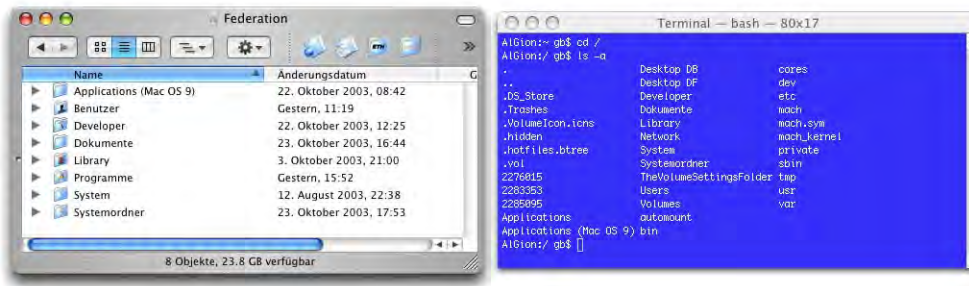 Federation
Name Änderungsdatum G
Applications (Mac OS 9) 22. Oktober 2003, 08:42
Benutzer Gestern, 11:19
Developer 22. Oktober 2003, 12:25
Dokumente 23. Oktober 2003, 16:44
Library 3. Oktober 2003, 21:00
Programme Gestern, 15:52
System 12. August 2003, 22:38
Systemordner 23. Oktober 2003, 17:53
8 Objekte, 23.8 GB verfügbar
Terminal — bash — 80x17
AlGion:~ gb$ cd /
AlGion:/ gb$ ls -a
. Desktop DB cores
.. Desktop DF dev
.DS_Store Developer etc
.Trashes Dokumente mach
.VolumeIcon.icns Library mach.sym
.hidden Network mach_kernel
.hotfiles.btree System private
.vol Systemordner sbin
2276015 TheVolumeSettingsFolder tmp
2283353 Users usr
2285095 Volumes var
Applications automount
Applications (Mac OS 9) bin
AlGion:/ gb$